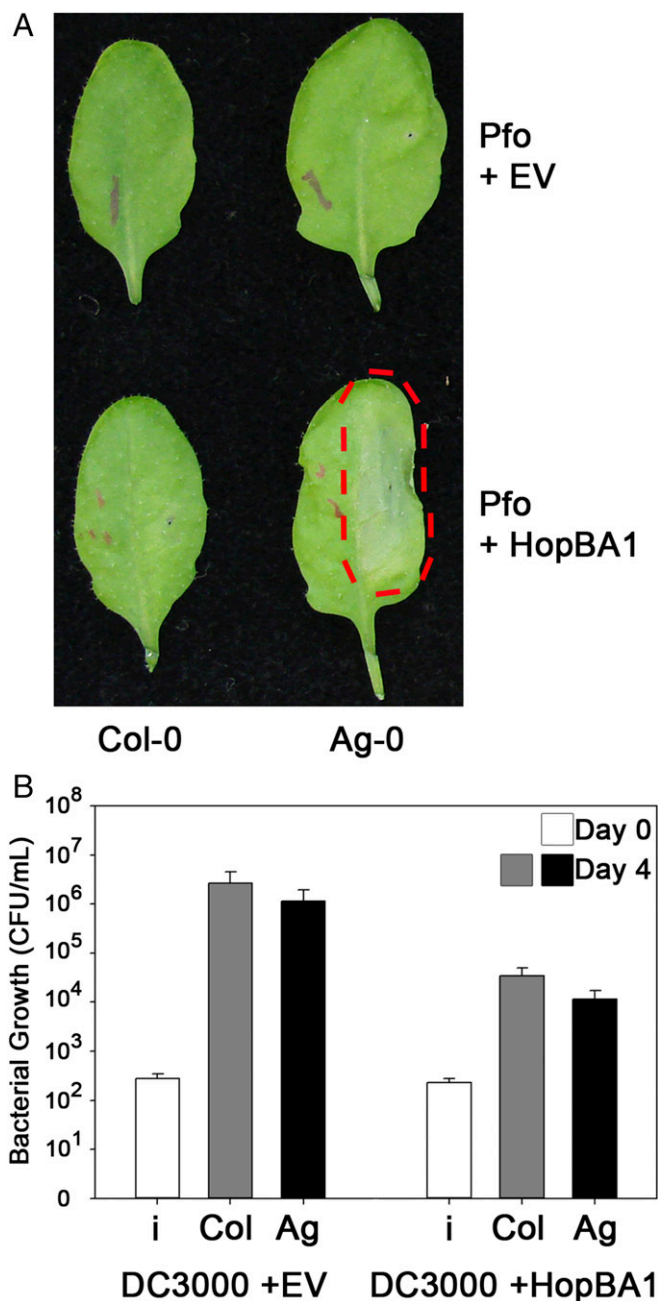 A
Pfo
+ EV
Pfo
+ HopBA1
Col-0 Ag-0
B
Bacterial Growth (CFU/mL)
10⁸
10⁷
10⁶
10⁵
10⁴
10³
10²
10¹
0
Day 0
Day 4
i Col Ag i Col Ag
DC3000 +EV DC3000 +HopBA1